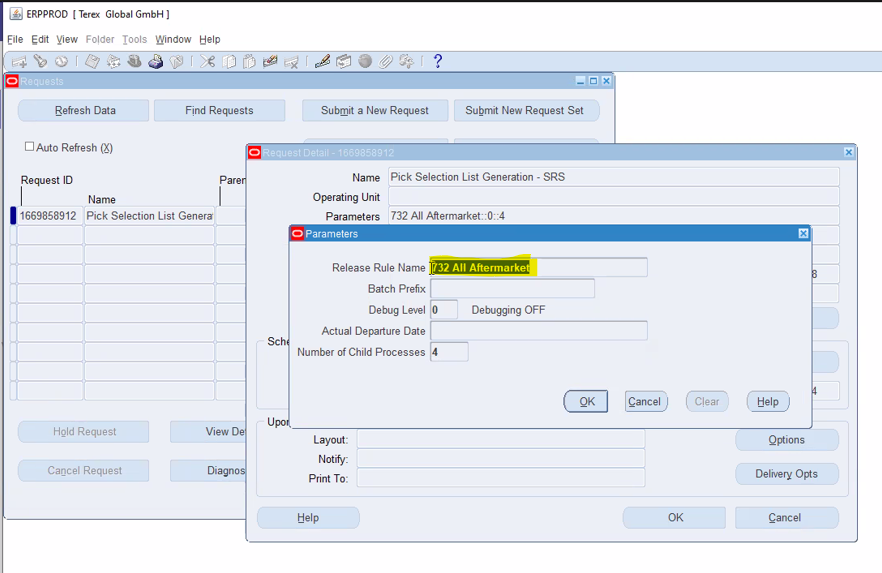 ERPPROD [ Terex Global GmbH ]
File Edit View Folder Tools Window Help
Requests
Refresh Data Find Requests Submit a New Request Submit New Request Set
Auto Refresh (X)
Request ID
Name
Paren
1669858912 Pick Selection List Genera
Hold Request View De
Cancel Request Diagnos
Request Detail - 1669858912
Name Pick Selection List Generation - SRS
Operating Unit
Parameters 732 All Aftermarket::0::4
Parameters
Release Rule Name 732 All Aftermarket
Batch Prefix
Debug Level 0 Debugging OFF
Actual Departure Date
Number of Child Processes 4
OK Cancel Clear Help
8
Sche
4
Upon
Layout: Options
Notify:
Print To: Delivery Opts
Help OK Cancel